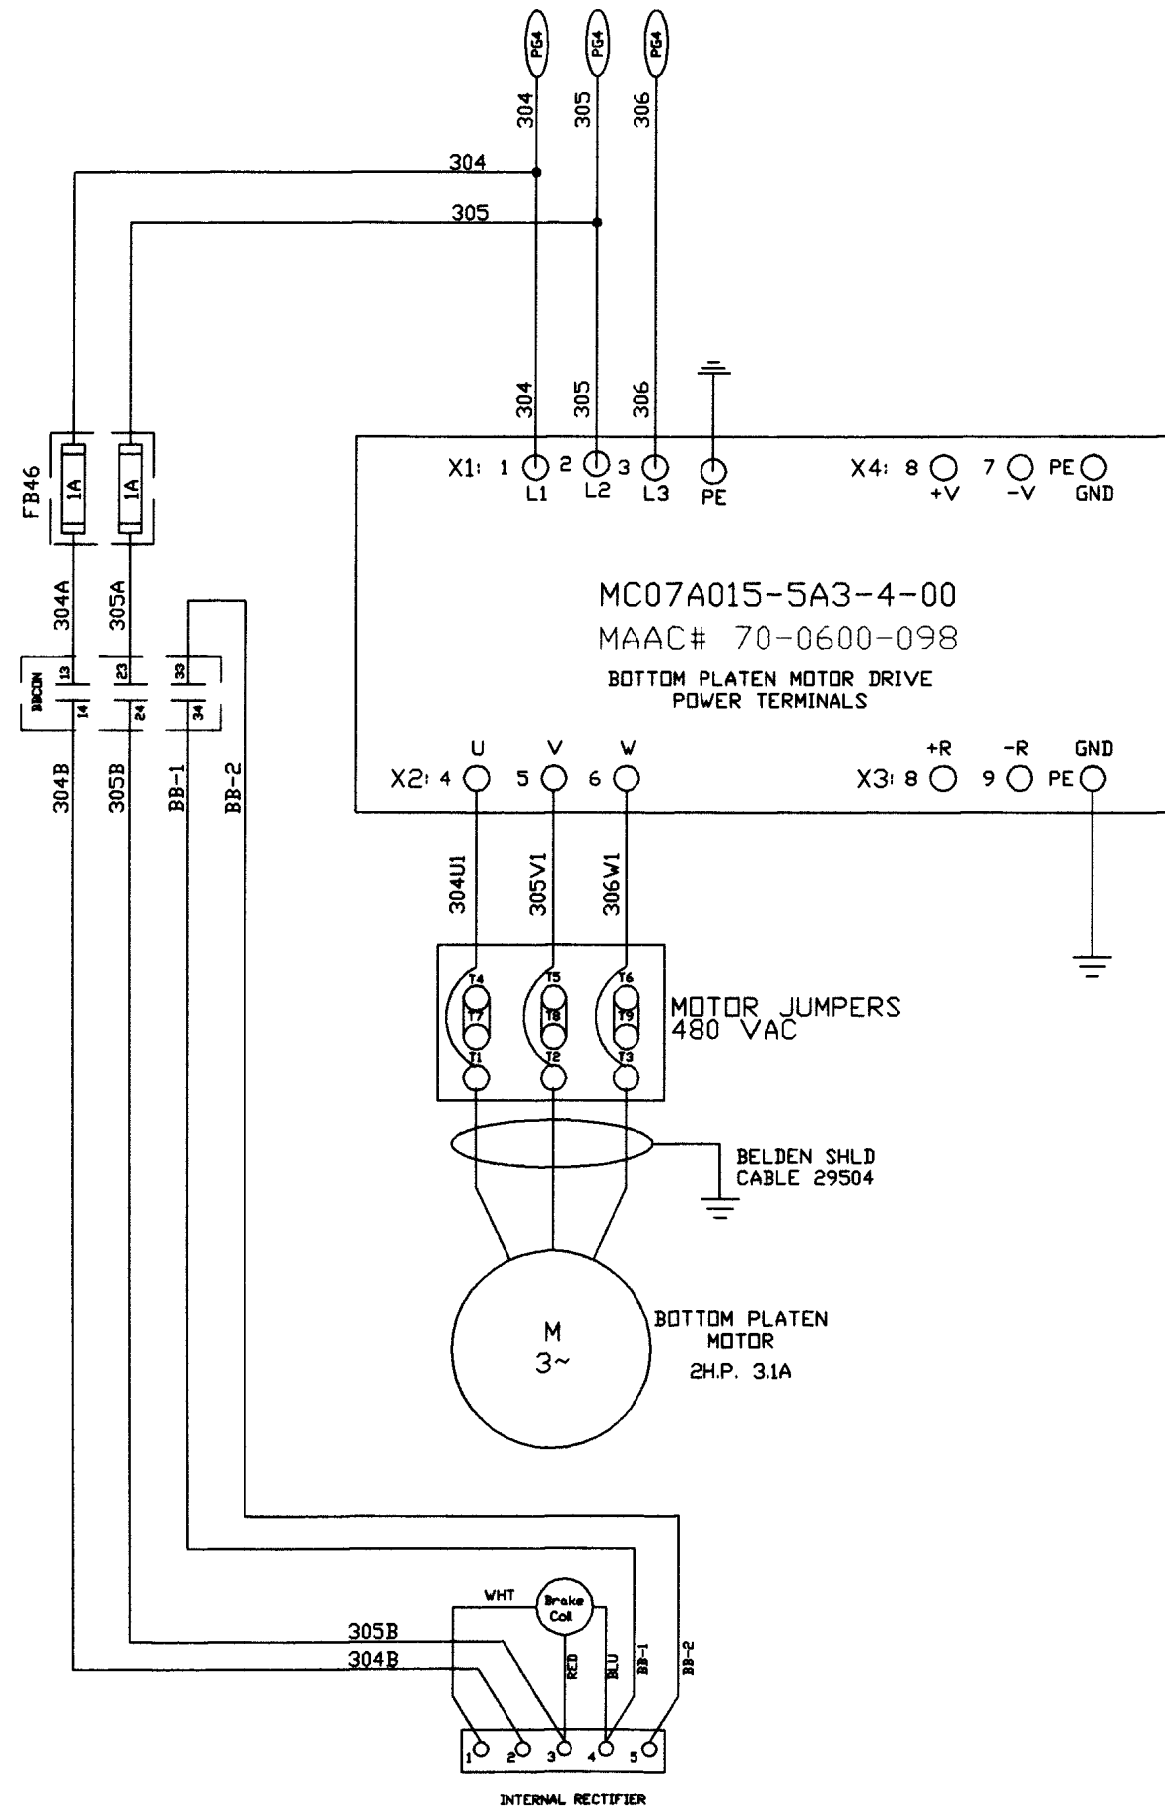 PG4 PG4 PG4
304 305 306
304
305
304 305 306
X1: 1 2 3
L1 L2 L3 PE
X4: 8 7 PE
+V -V GND
FB46
1A 1A
MC07A015-5A3-4-00
MAAC# 70-0600-098
BOTTOM PLATEN MOTOR DRIVE
POWER TERMINALS
304A 305A
BBCON
13 23 33
14 24 34
304B 305B BB-1 BB-2
U V W
X2: 4 5 6
+R -R GND
X3: 8 9 PE
304U1 305V1 306W1
T4 T5 T6
T7 T8 T9
T1 T2 T3
MOTOR JUMPERS
480 VAC
BELDEN SHLD
CABLE 29504
M
3~
BOTTOM PLATEN
MOTOR
2H.P. 3.1A
WHT
Brake
Coil
305B
304B
RED BLU BB-1 BB-2
1 2 3 4 5
INTERNAL RECTIFIER